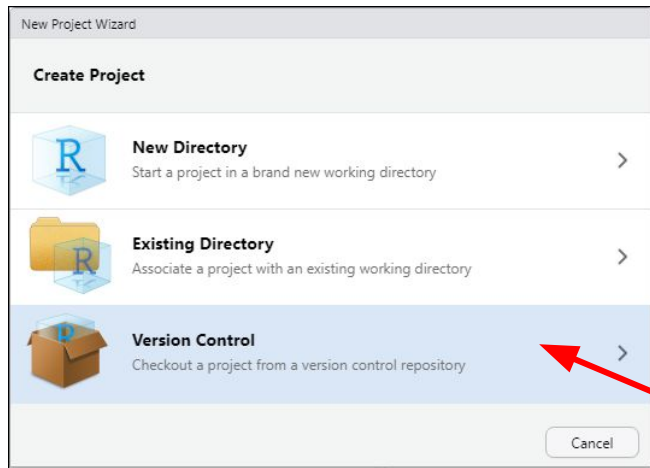 New Project Wizard
Create Project
R
New Directory
Start a project in a brand new working directory
R
Existing Directory
Associate a project with an existing working directory
Version Control
Checkout a project from a version control repository
Cancel